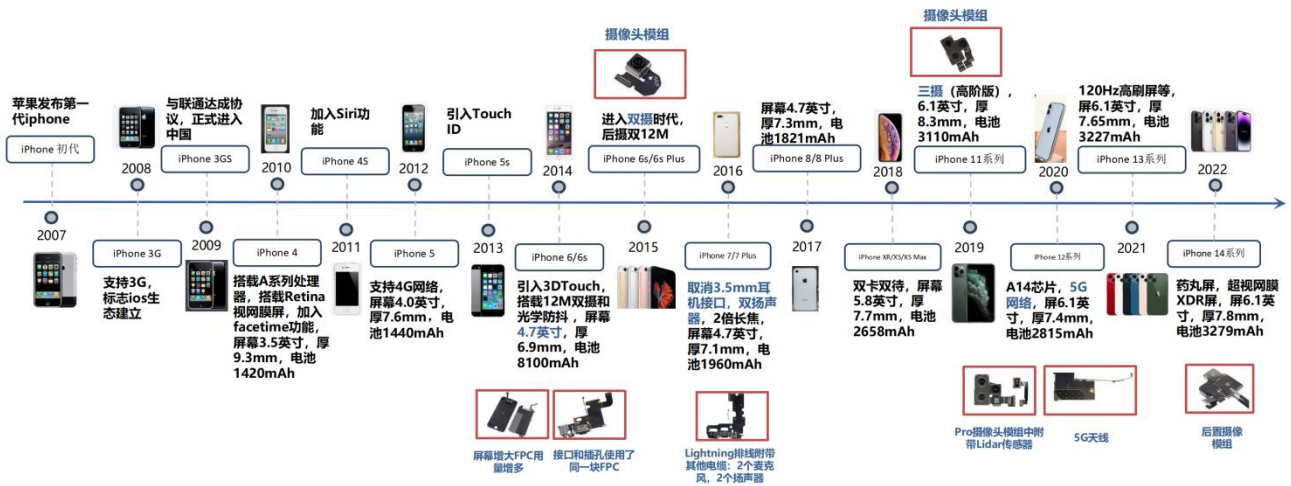 摄像头模组
摄像头模组
苹果发布第一
代iphone
与联通达成协
议，正式进入
中国
加入Siri功
能
引入Touch
ID
进入双摄时代，
后摄双12M
屏幕4.7英寸，
厚7.3mm，电
池1821mAh
三摄（高阶版），
6.1英寸，厚
8.3mm，电池
3110mAh
120Hz高刷屏等，
屏6.1英寸，厚
7.65mm，电池
3227mAh
iPhone 初代
2008
iPhone 3GS
2010
iPhone 4S
2012
iPhone 5s
2014
iPhone 6s/6s Plus
2016
iPhone 8/8 Plus
2018
iPhone 11系列
2020
iPhone 13系列
2022
2007
iPhone 3G
2009
iPhone 4
2011
iPhone 5
2013
iPhone 6/6s
2015
iPhone 7/7 Plus
2017
iPhone XR/XS/XS Max
2019
iPhone 12系列
2021
iPhone 14系列
支持3G，
标志ios生
态建立
搭载A系列处理
器，搭载Retina
视网膜屏，加入
facetime功能，
屏幕3.5英寸，厚
9.3mm，电池
1420mAh
支持4G网络，
屏幕4.0英寸，
厚7.6mm，电
池1440mAh
引入3DTouch，
搭载12M双摄和
光学防抖 ，屏幕
4.7英寸，厚
6.9mm，电池
8100mAh
取消3.5mm耳
机接口，双扬声
器，2倍长焦，
屏幕4.7英寸，
厚7.1mm，电
池1960mAh
双卡双待，屏幕
5.8英寸，厚
7.7mm，电池
2658mAh
A14芯片，5G
网络，屏6.1英
寸，厚7.4mm，
电池2815mAh
药丸屏，超视网膜
XDR屏，屏6.1英
寸，厚7.8mm，
电池3279mAh
屏幕增大FPC用
量增多
接口和插孔使用了
同一块FPC
Lightning排线附带
其他电缆：2个麦克
风，2个扬声器
Pro摄像头模组中附
带Lidar传感器
5G天线
后置摄像
模组